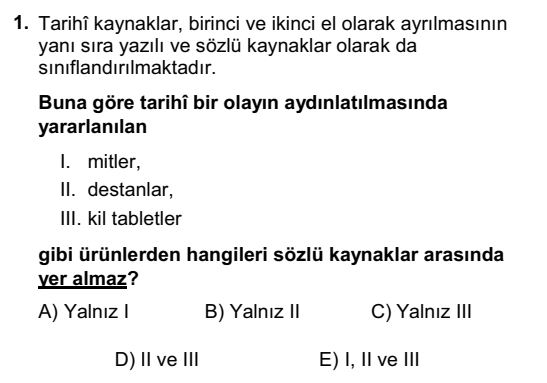 1. Tarihî kaynaklar, birinci ve ikinci el olarak ayrılmasının
yanı sıra yazılı ve sözlü kaynaklar olarak da
sınıflandırılmaktadır.
Buna göre tarihî bir olayın aydınlatılmasında
yararlanılan
I. mitler,
II. destanlar,
III. kil tabletler
gibi ürünlerden hangileri sözlü kaynaklar arasında
yer almaz?
A) Yalnız I B) Yalnız II C) Yalnız III
D) II ve III E) I, II ve III